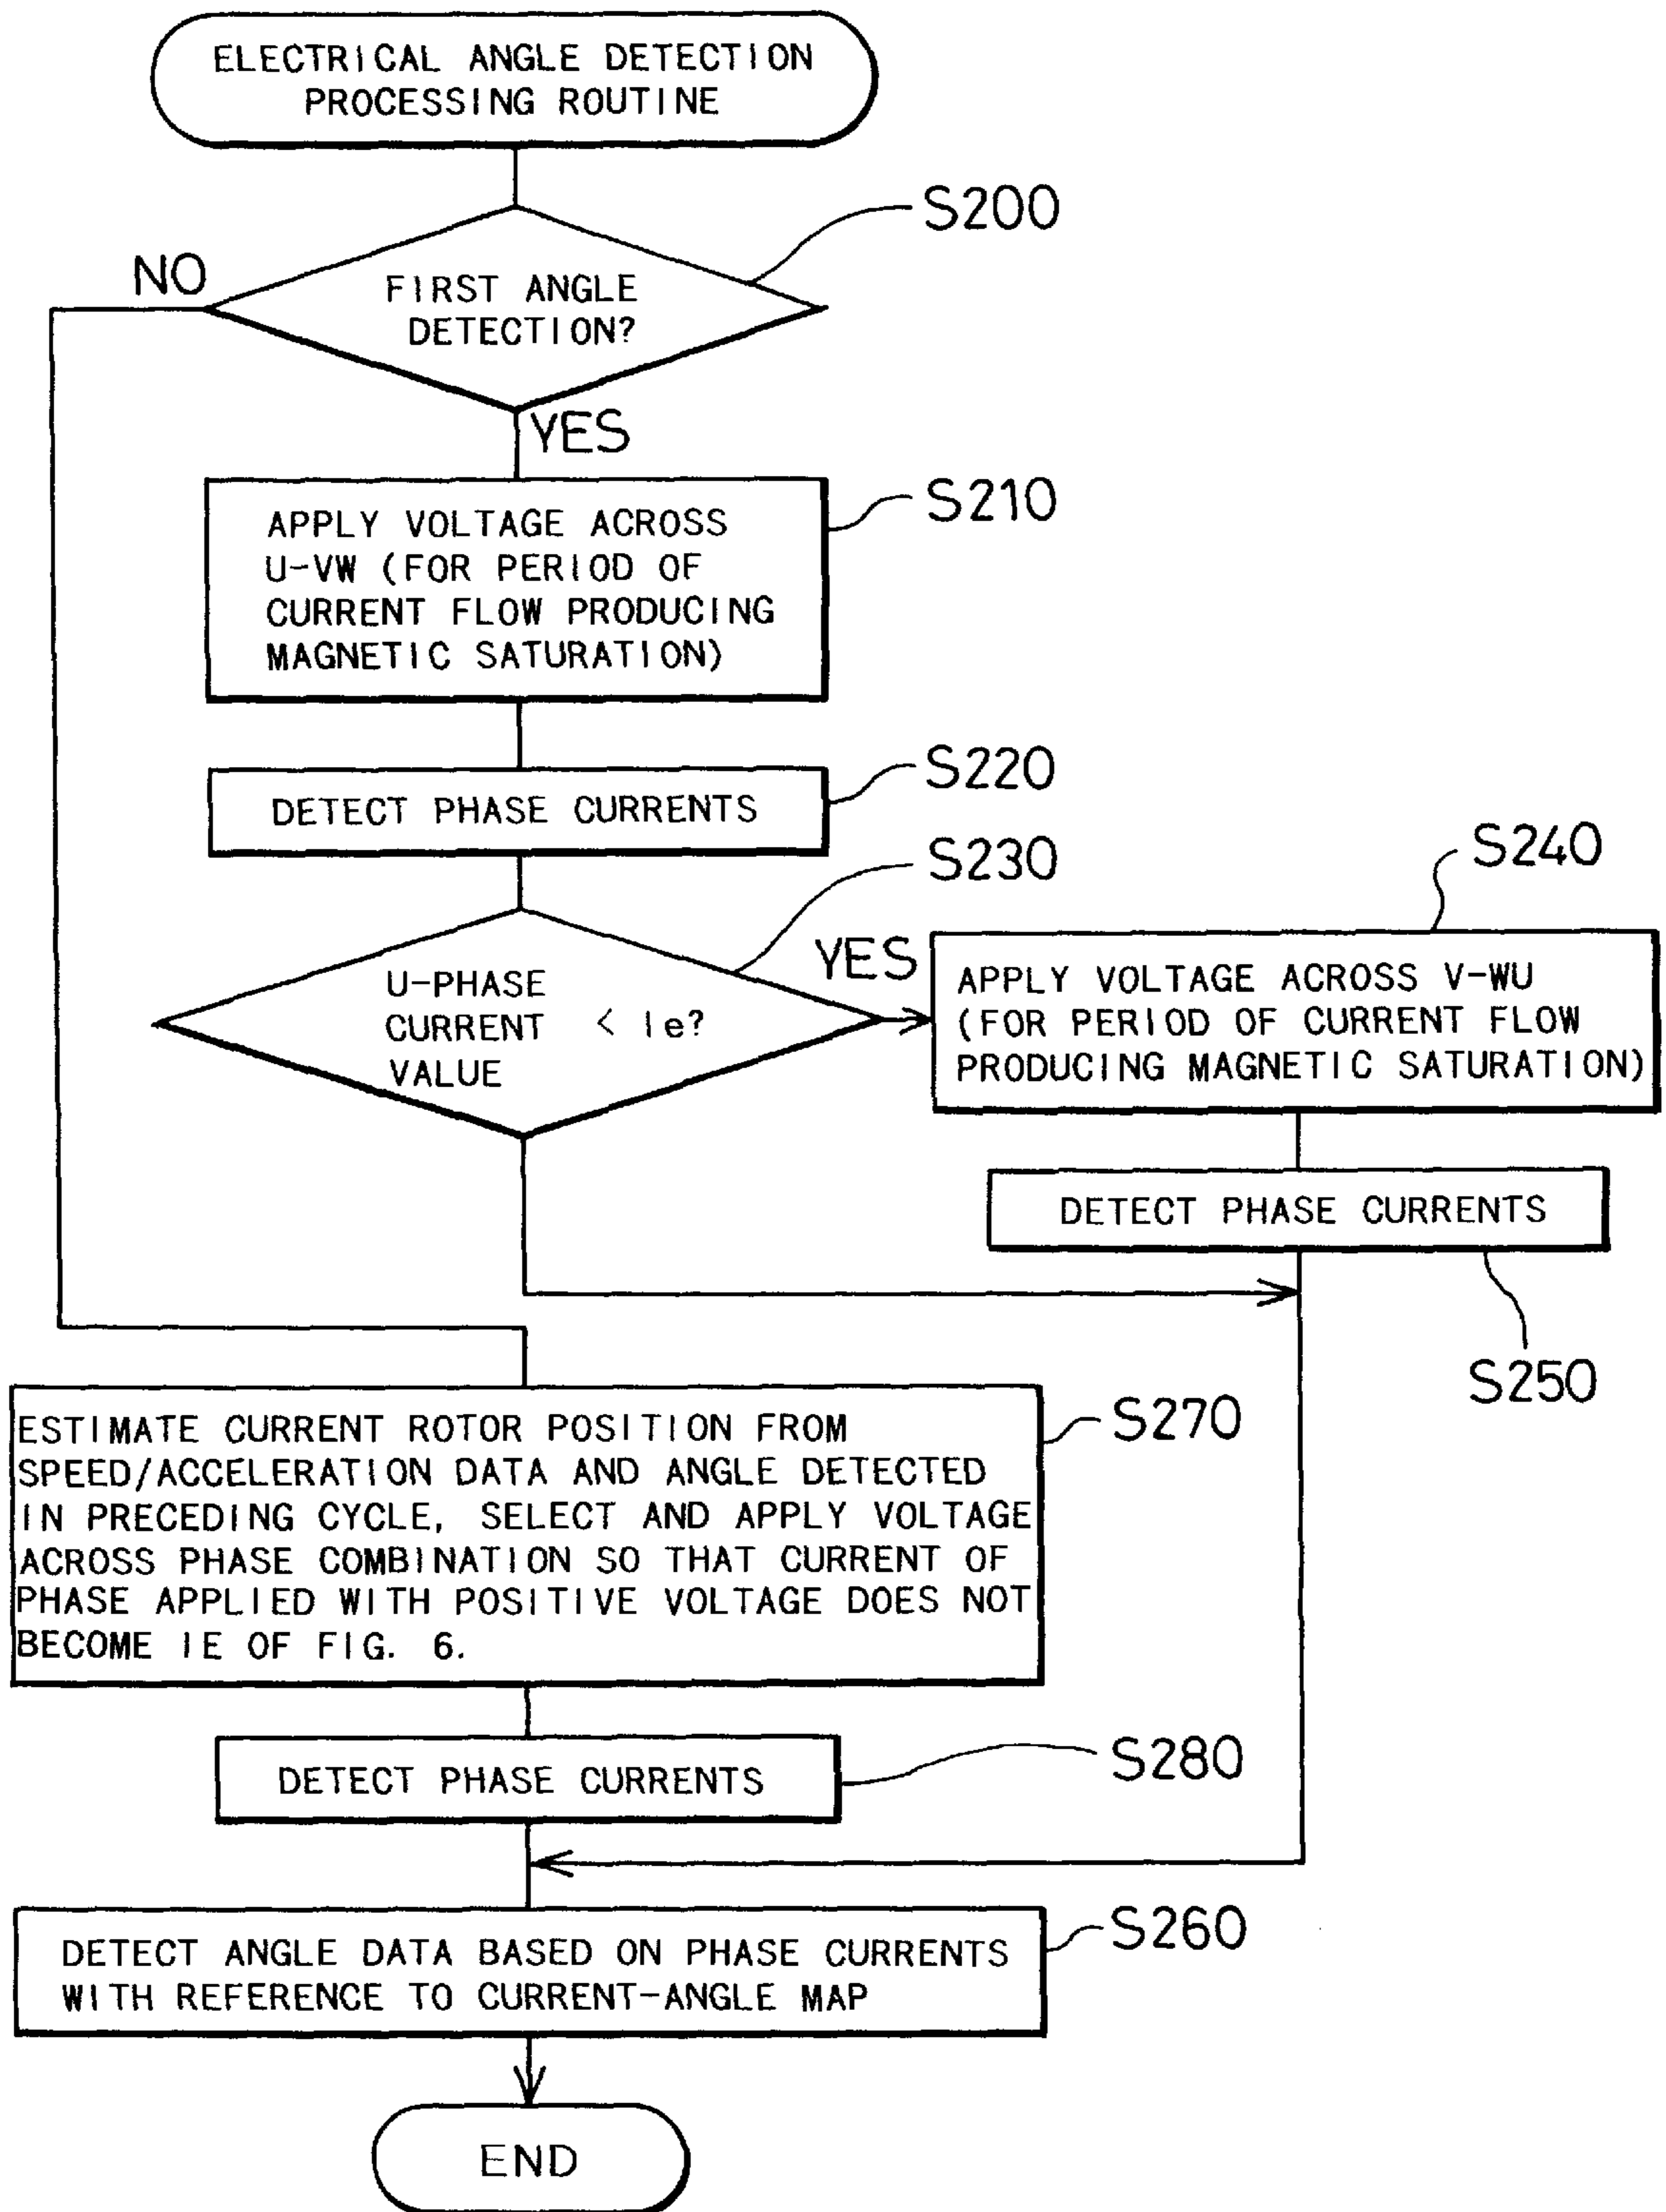 ELECTRICAL ANGLE DETECTION
PROCESSING ROUTINE
S200
NO
FIRST ANGLE
DETECTION?
YES
S210
APPLY VOLTAGE ACROSS
U-VW (FOR PERIOD OF
CURRENT FLOW PRODUCING
MAGNETIC SATURATION)
S220
DETECT PHASE CURRENTS
S230
U-PHASE
CURRENT < Ie?
VALUE
YES
S240
APPLY VOLTAGE ACROSS V-WU
(FOR PERIOD OF CURRENT FLOW
PRODUCING MAGNETIC SATURATION)
DETECT PHASE CURRENTS
S250
S270
ESTIMATE CURRENT ROTOR POSITION FROM
SPEED/ACCELERATION DATA AND ANGLE DETECTED
IN PRECEDING CYCLE, SELECT AND APPLY VOLTAGE
ACROSS PHASE COMBINATION SO THAT CURRENT OF
PHASE APPLIED WITH POSITIVE VOLTAGE DOES NOT
BECOME IE OF FIG. 6.
S280
DETECT PHASE CURRENTS
S260
DETECT ANGLE DATA BASED ON PHASE CURRENTS
WITH REFERENCE TO CURRENT-ANGLE MAP
END